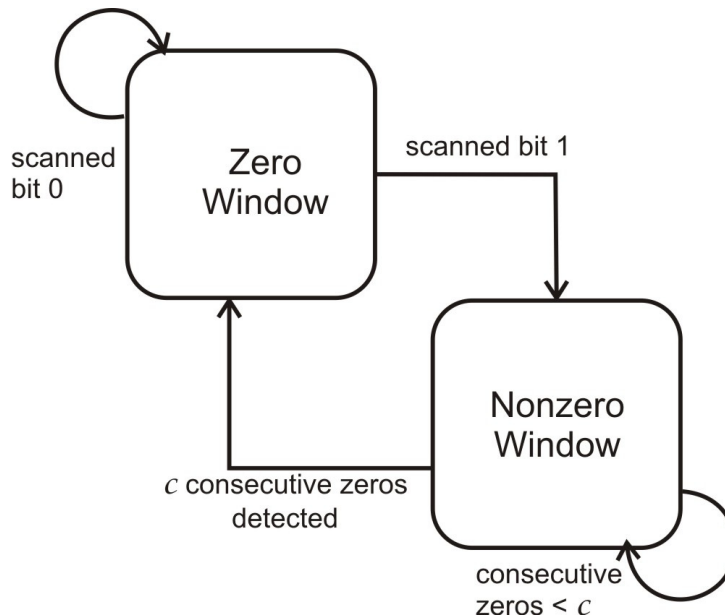 scanned
bit 0
Zero
Window
scanned bit 1
Nonzero
Window
c consecutive zeros
detected
consecutive
zeros < c